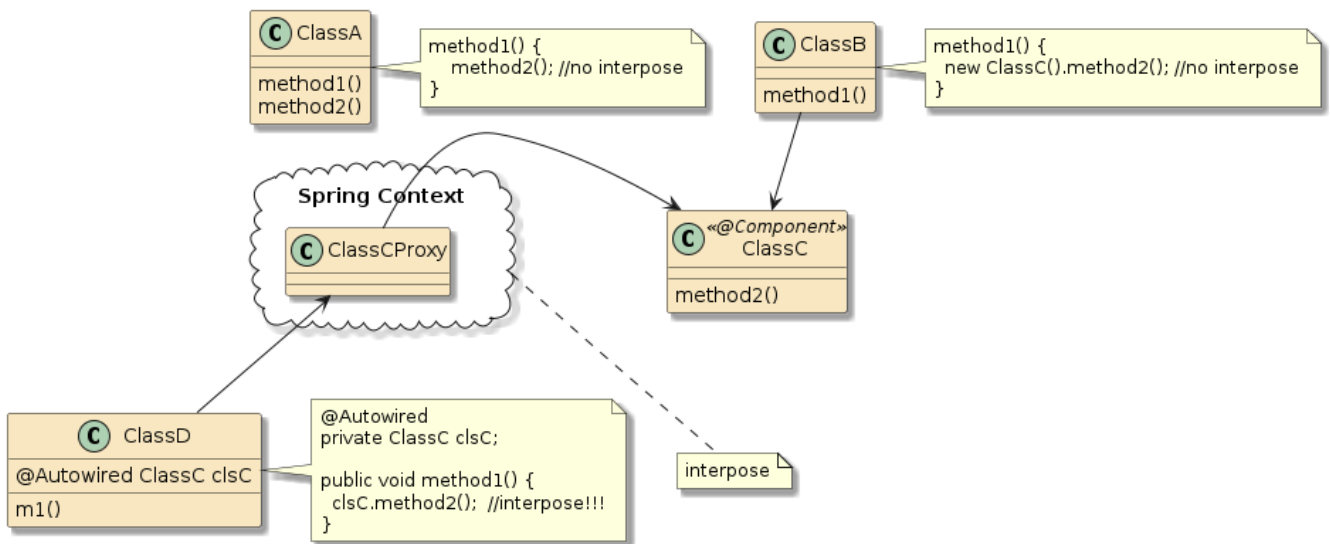 C ClassA
method1()
method2()
method1() {
method2(); //no interpose
}
C ClassB
method1()
method1() {
new ClassC().method2(); //no interpose
}
Spring Context
C ClassCProxy
C «@Component»
ClassC
method2()
C ClassD
@Autowired ClassC clsC
m1()
@Autowired
private ClassC clsC;
public void method1() {
clsC.method2(); //interpose!!!
}
interpose